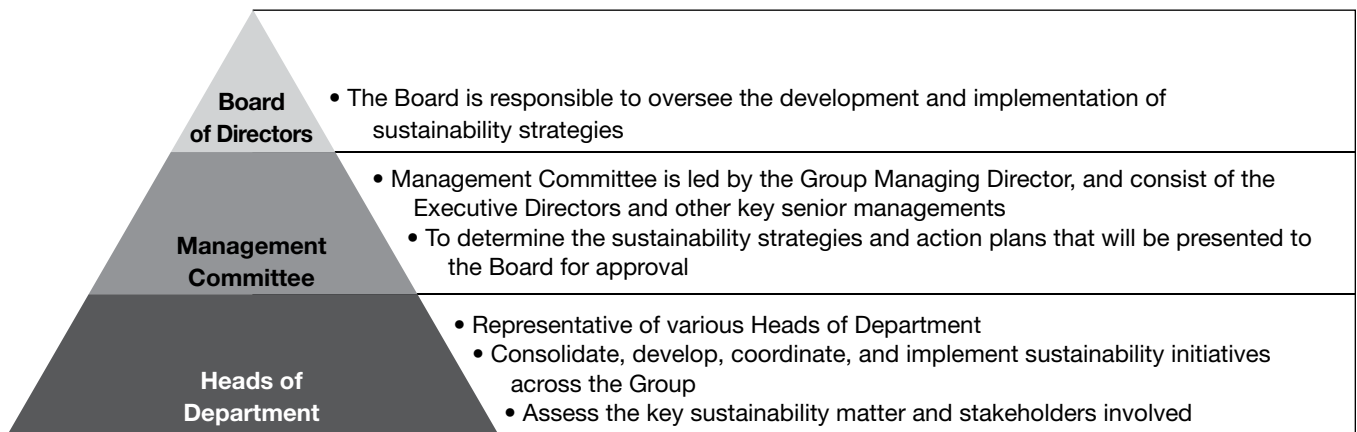 Board
of Directors
• The Board is responsible to oversee the development and implementation of
sustainability strategies
Management
Committee
• Management Committee is led by the Group Managing Director, and consist of the
Executive Directors and other key senior managements
• To determine the sustainability strategies and action plans that will be presented to
the Board for approval
Heads of
Department
• Representative of various Heads of Department
• Consolidate, develop, coordinate, and implement sustainability initiatives
across the Group
• Assess the key sustainability matter and stakeholders involved